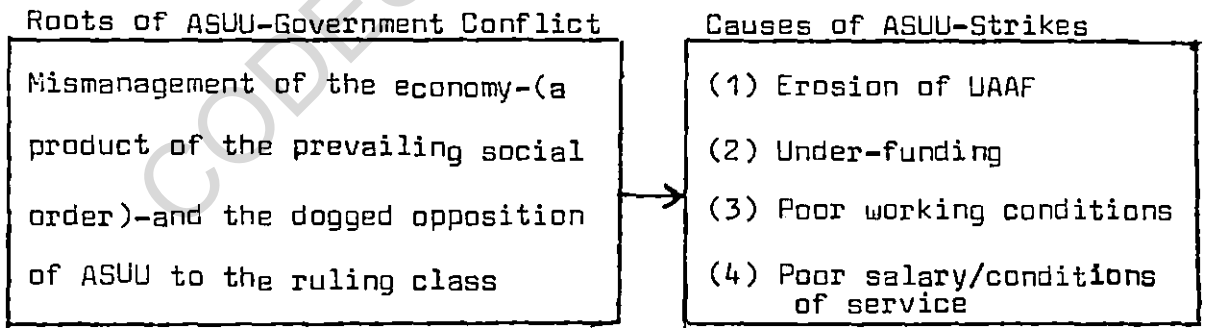 Roots of ASUU-Government Conflict
Mismanagement of the economy-(a
product of the prevailing social
order)-and the dogged opposition
of ASUU to the ruling class
Causes of ASUU-Strikes
(1) Erosion of UAAF
(2) Under-funding
(3) Poor working conditions
(4) Poor salary/conditions
of service
CODES